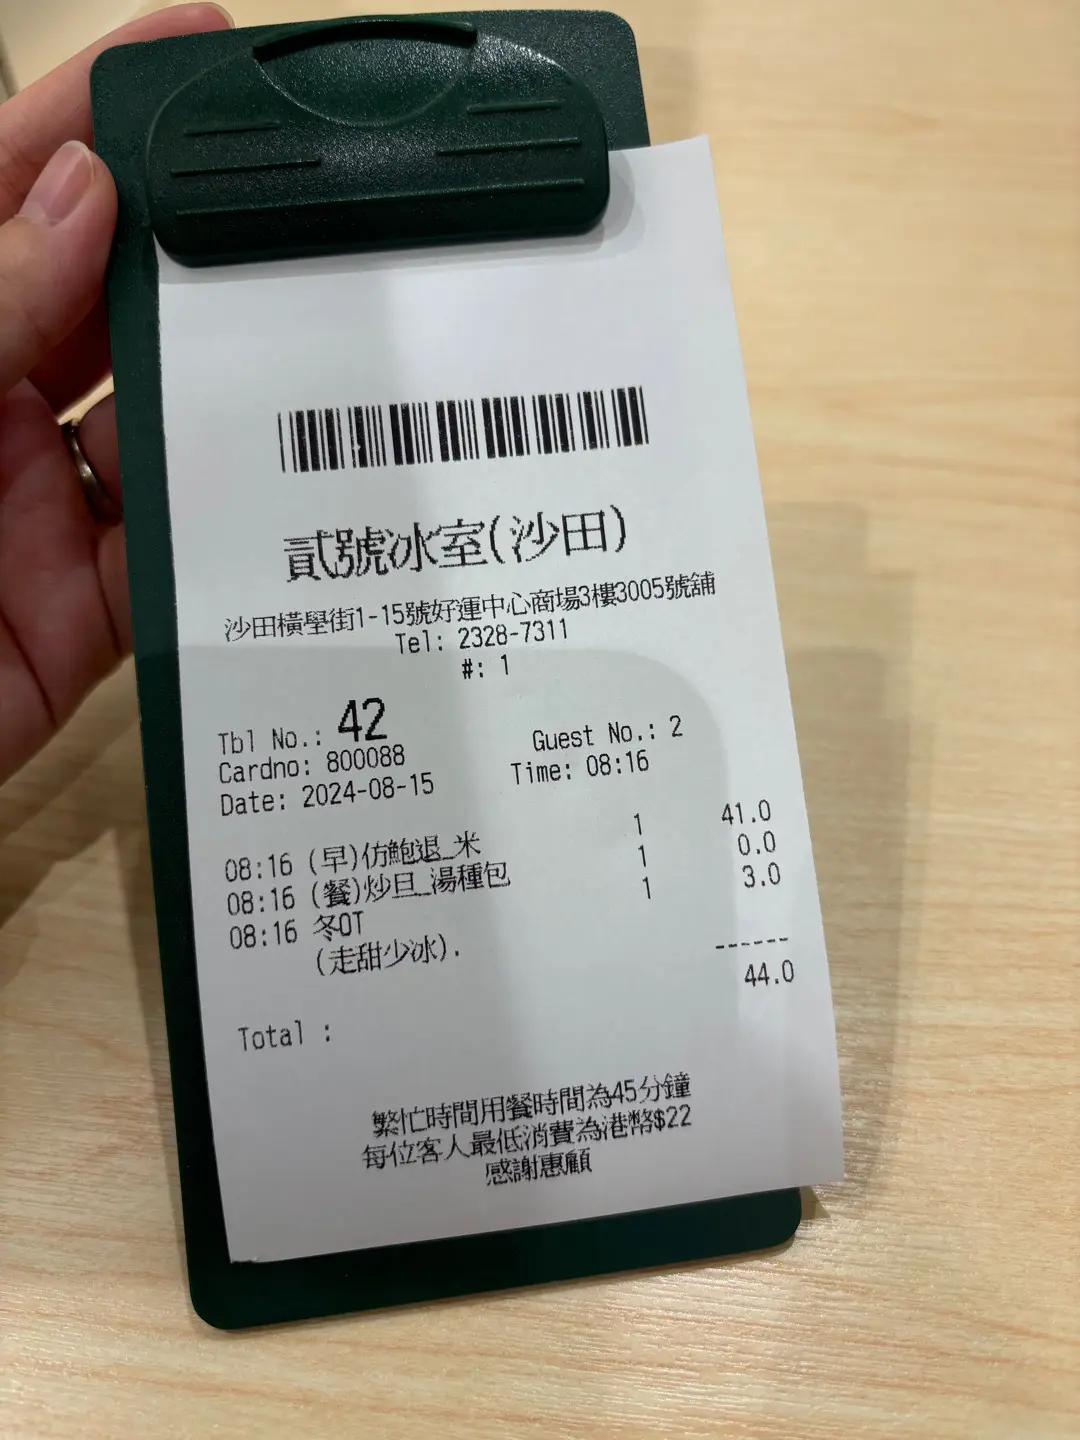 貳號冰室(沙田)
沙田橫壆街1-15號好運中心商場3樓3005號舖
Tel: 2328-7311
#: 1
Tbl No.: 42 Guest No.: 2
Cardno: 800088
Date: 2024-08-15 Time: 08:16
08:16 (早)仿鮑退_米 1 41.0
08:16 (餐)炒旦_湯種包 1 0.0
08:16 冬OT 1 3.0
(走甜少冰).
------
44.0
Total :
繁忙時間用餐時間為45分鐘
每位客人最低消費為港幣$22
感謝惠顧